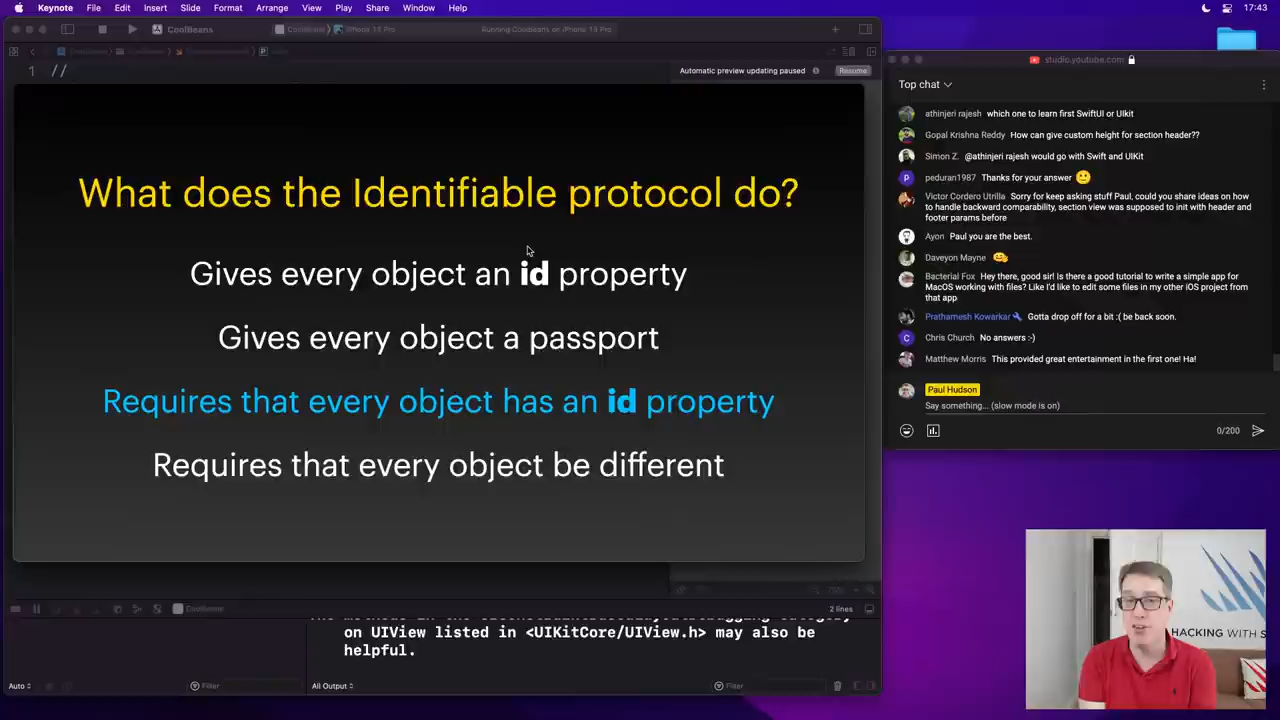 Keynote File Edit Insert Slide Format Arrange View Play Share Window Help 17:43
CoolBeans CoolBeans iPhone 13 Pro Running CoolBeans on iPhone 13 Pro
1 //
Automatic preview updating paused Resume
What does the Identifiable protocol do?
Gives every object an id property
Gives every object a passport
Requires that every object has an id property
Requires that every object be different
CoolBeans 2 lines
on UIView listed in <UIKitCore/UIView.h> may also be
helpful.
Auto Filter All Output Filter
studio.youtube.com
Top chat
athinjeri rajesh which one to learn first SwiftUI or UIkit
Gopal Krishna Reddy How can give custom height for section header??
Simon Z. @athinjeri rajesh would go with Swift and UIKit
peduran1987 Thanks for your answer
Victor Cordero Utrilla Sorry for keep asking stuff Paul, could you share ideas on how
to handle backward comparability, section view was supposed to init with header and
footer params before
Ayon Paul you are the best.
Daveyon Mayne
Bacterial Fox Hey there, good sir! Is there a good tutorial to write a simple app for
MacOS working with files? Like I'd like to edit some files in my other iOS project from
that app
Prathamesh Kowarkar Gotta drop off for a bit :( be back soon.
Chris Church No answers :-)
Matthew Morris This provided great entertainment in the first one! Ha!
Paul Hudson
Say something... (slow mode is on)
0/200
HACKING WITH S